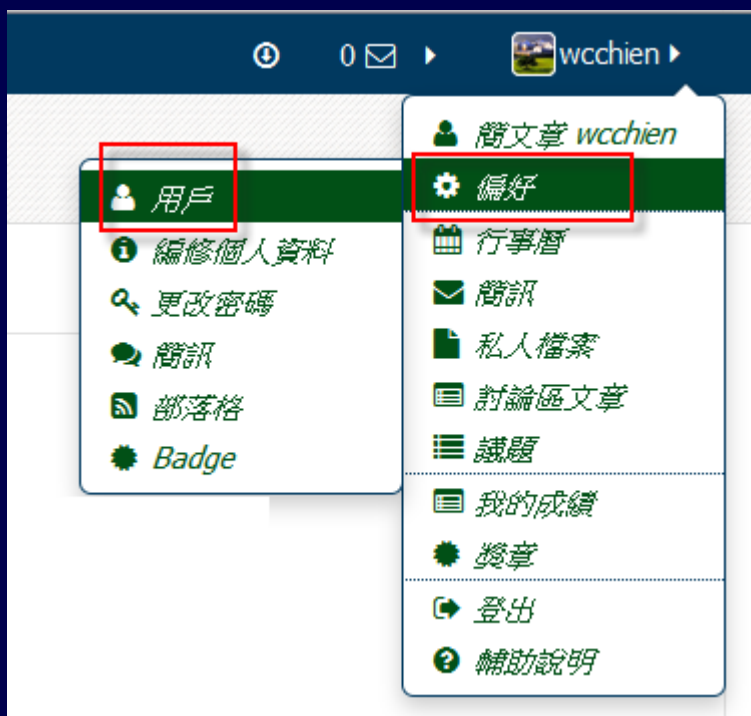 0
wcchien
簡文章 wcchien
偏好
行事曆
簡訊
私人檔案
討論區文章
議題
我的成績
獎章
登出
輔助說明
用戶
編修個人資料
更改密碼
簡訊
部落格
Badge